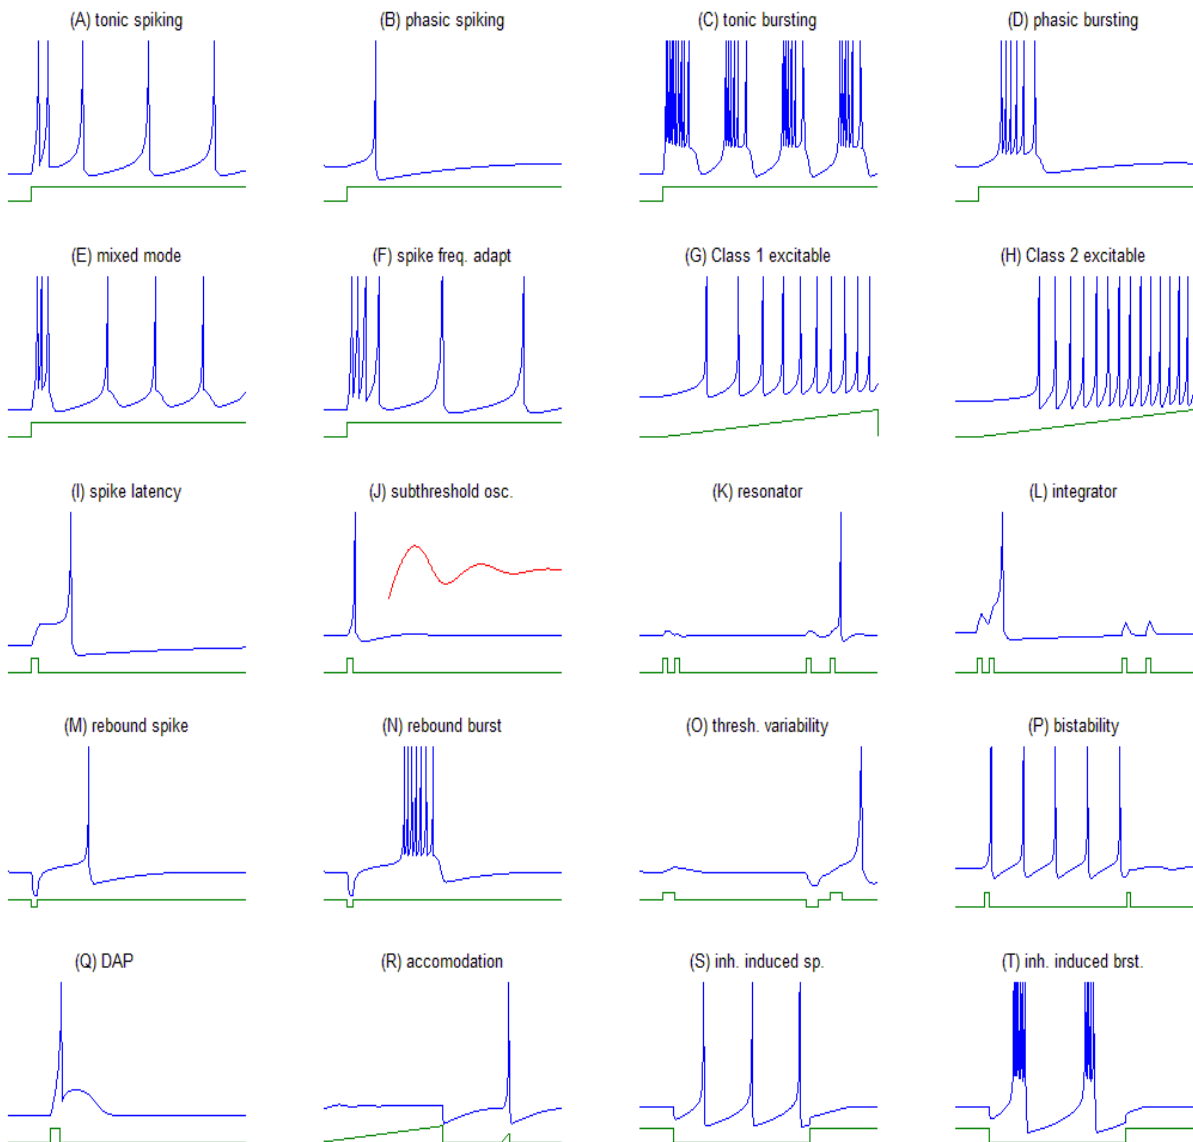 (A) tonic spiking
(B) phasic spiking
(C) tonic bursting
(D) phasic bursting
(E) mixed mode
(F) spike freq. adapt
(G) Class 1 excitable
(H) Class 2 excitable
(I) spike latency
(J) subthreshold osc.
(K) resonator
(L) integrator
(M) rebound spike
(N) rebound burst
(O) thresh. variability
(P) bistability
(Q) DAP
(R) accomodation
(S) inh. induced sp.
(T) inh. induced brst.